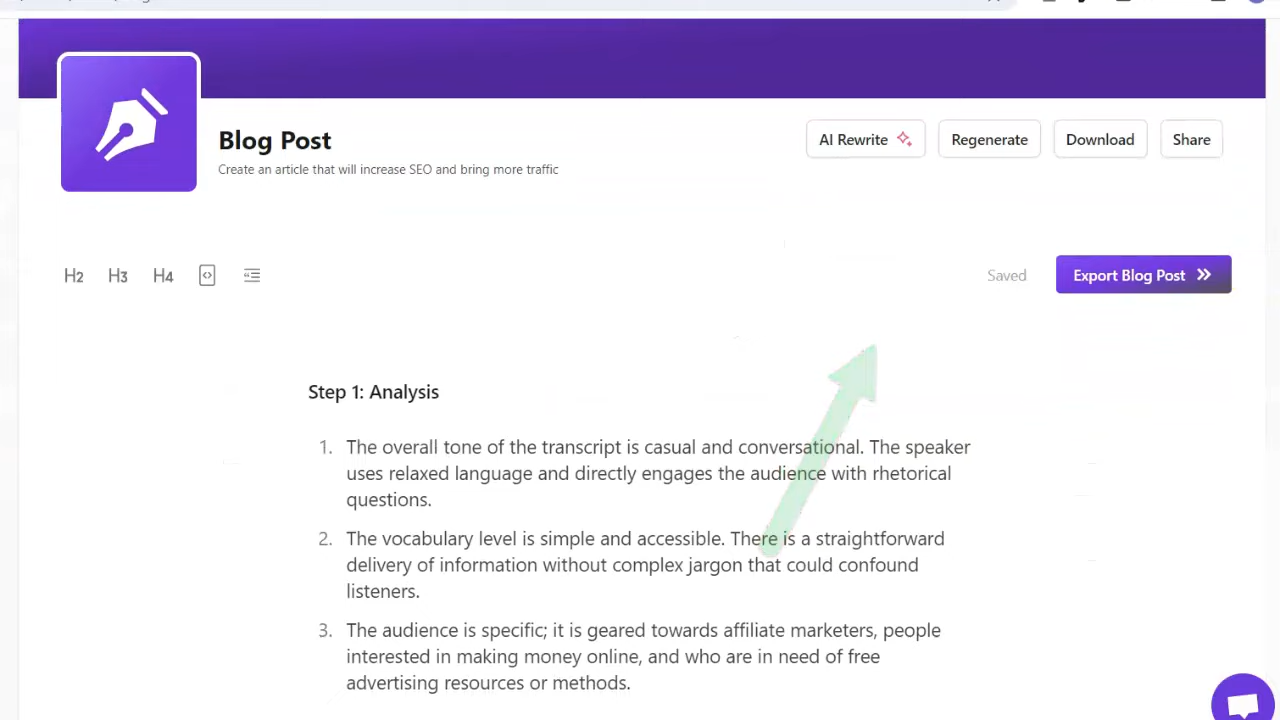 Blog Post
Create an article that will increase SEO and bring more traffic
AI Rewrite
Regenerate
Download
Share
H2
H3
H4
Saved
Export Blog Post
Step 1: Analysis
1. The overall tone of the transcript is casual and conversational. The speaker
uses relaxed language and directly engages the audience with rhetorical
questions.
2. The vocabulary level is simple and accessible. There is a straightforward
delivery of information without complex jargon that could confound
listeners.
3. The audience is specific; it is geared towards affiliate marketers, people
interested in making money online, and who are in need of free
advertising resources or methods.